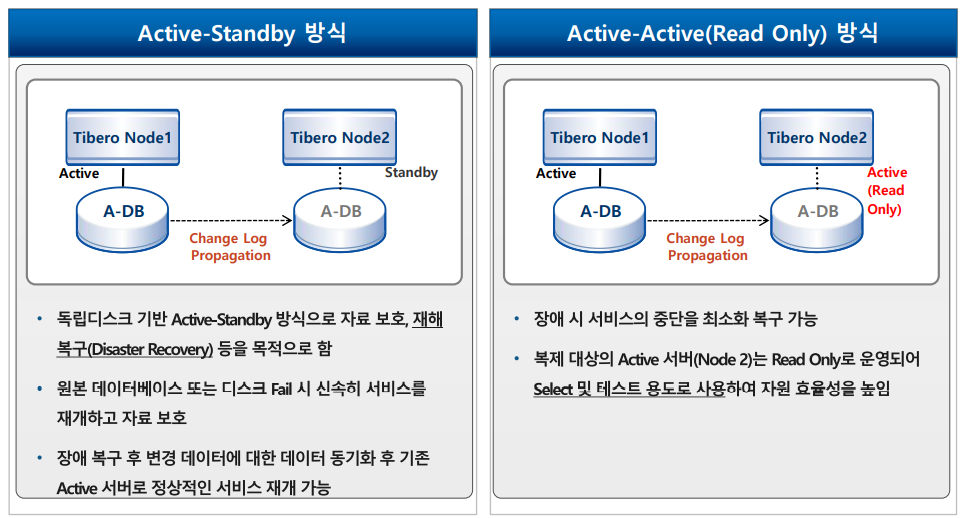 Active-Standby 방식
Tibero Node1
Tibero Node2
Active
Standby
A-DB
A-DB
Change Log
Propagation
• 독립디스크 기반 Active-Standby 방식으로 자료 보호, 재해
복구(Disaster Recovery) 등을 목적으로 함
• 원본 데이터베이스 또는 디스크 Fail 시 신속히 서비스를
재개하고 자료 보호
• 장애 복구 후 변경 데이터에 대한 데이터 동기화 후 기존
Active 서버로 정상적인 서비스 재개 가능
Active-Active(Read Only) 방식
Tibero Node1
Tibero Node2
Active
Active
(Read
Only)
A-DB
A-DB
Change Log
Propagation
• 장애 시 서비스의 중단을 최소화 복구 가능
• 복제 대상의 Active 서버(Node 2)는 Read Only로 운영되어
Select 및 테스트 용도로 사용하여 자원 효율성을 높임